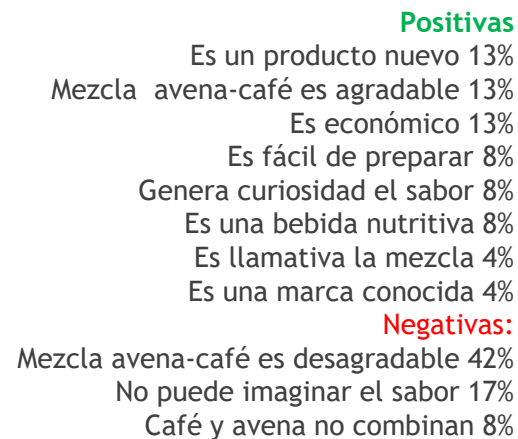 Positivas
Es un producto nuevo 13%
Mezcla avena-café es agradable 13%
Es económico 13%
Es fácil de preparar 8%
Genera curiosidad el sabor 8%
Es una bebida nutritiva 8%
Es llamativa la mezcla 4%
Es una marca conocida 4%
Negativas:
Mezcla avena-café es desagradable 42%
No puede imaginar el sabor 17%
Café y avena no combinan 8%